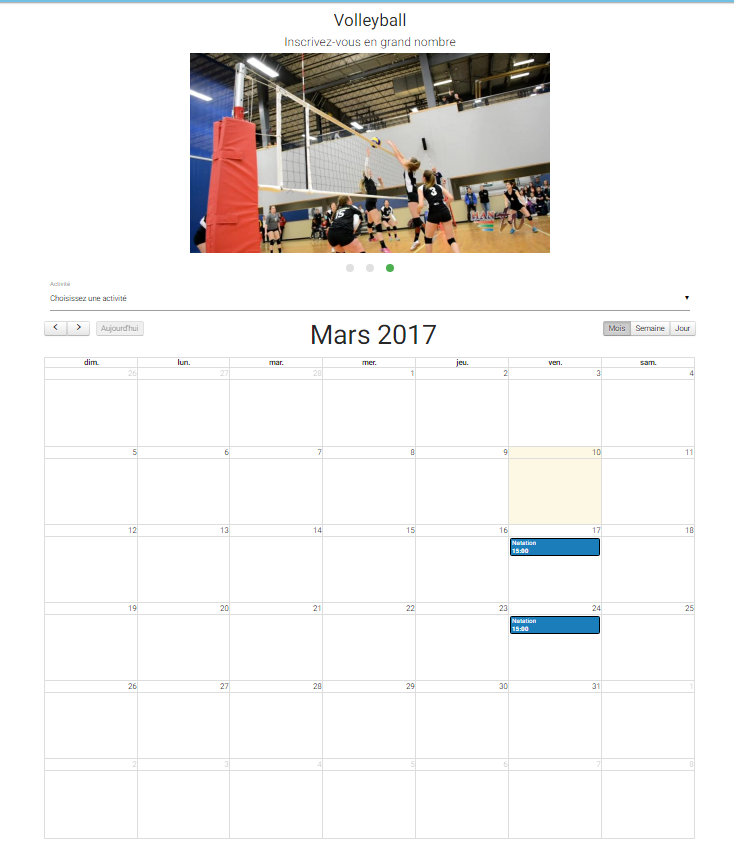 Volleyball
Inscrivez-vous en grand nombre
15
3
Activité
Choisissez une activité
Aujourd'hui
Mars 2017
Mois Semaine Jour
dim. lun. mar. mer. jeu. ven. sam.
26 27 28 1 2 3 4
5 6 7 8 9 10 11
12 13 14 15 16 17 18
Natation
15:00
19 20 21 22 23 24 25
Natation
15:00
26 27 28 29 30 31 1
2 3 4 5 6 7 8